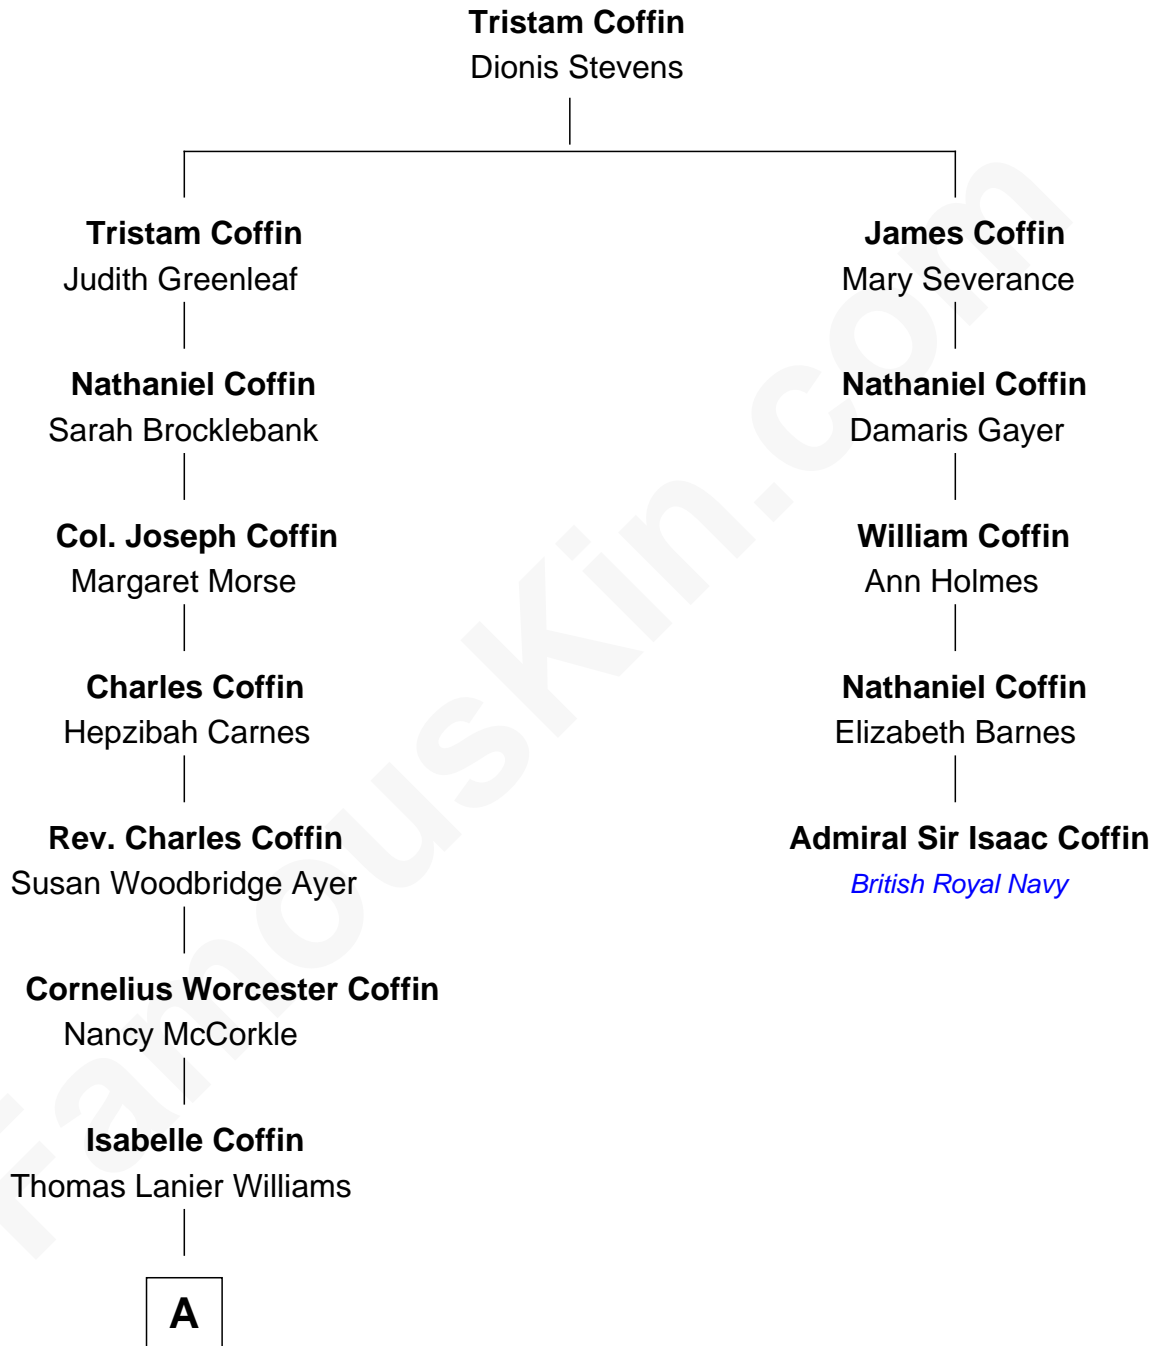 Tristam Coffin
Dionis Stevens
Tristam Coffin
Judith Greenleaf
James Coffin
Mary Severance
Nathaniel Coffin
Sarah Brocklebank
Nathaniel Coffin
Damaris Gayer
Col. Joseph Coffin
Margaret Morse
William Coffin
Ann Holmes
Charles Coffin
Hepzibah Carnes
Nathaniel Coffin
Elizabeth Barnes
Rev. Charles Coffin
Susan Woodbridge Ayer
Admiral Sir Isaac Coffin
British Royal Navy
Cornelius Worcester Coffin
Nancy McCorkle
Isabelle Coffin
Thomas Lanier Williams
A
FamousKin.com